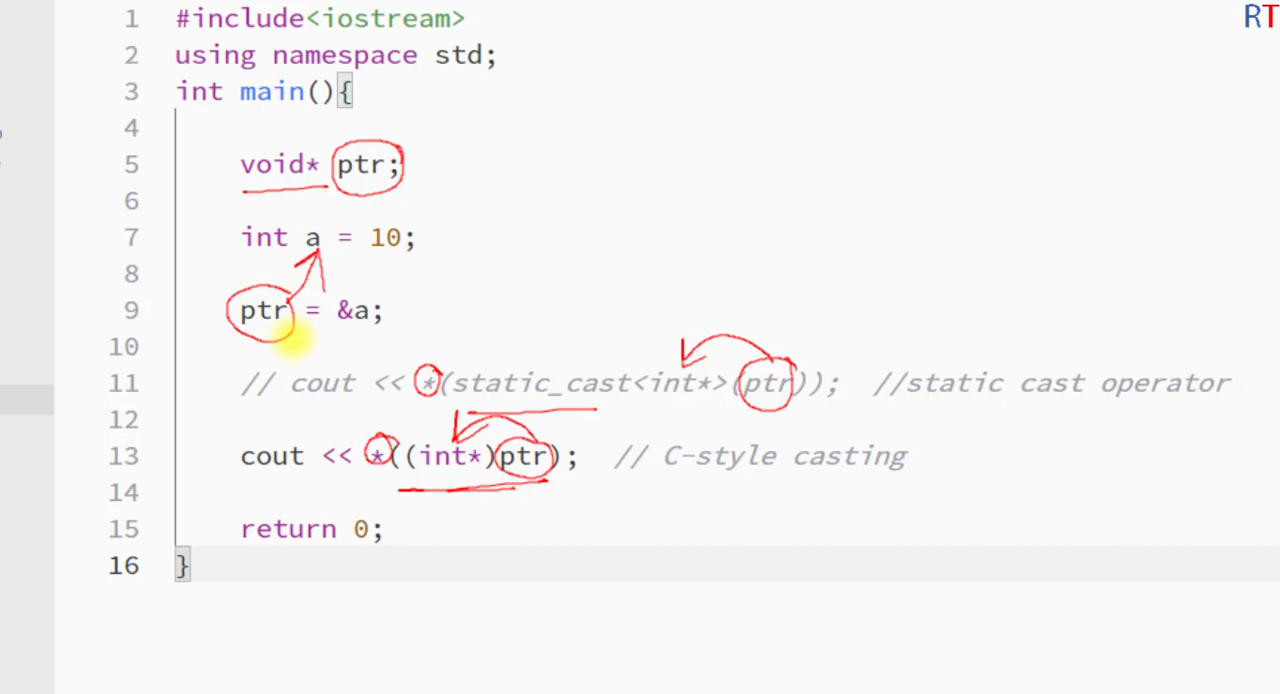 RT
1 #include<iostream>
2 using namespace std;
3 int main(){
4
5 void* ptr;
6
7 int a = 10;
8
9 ptr = &a;
10
11 // cout << *(static_cast<int*>(ptr)); //static cast operator
12
13 cout << *((int*)ptr); // C-style casting
14
15 return 0;
16 }